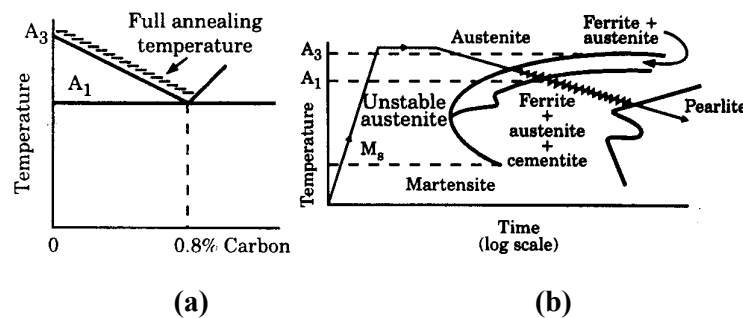 A3
Full annealing
temperature
A1
Temperature
0
0.8% Carbon
(a)
A3
A1
Temperature
Austenite
Ferrite +
austenite
Unstable
austenite
Ferrite
+
austenite
+
cementite
Pearlite
Ms
Martensite
Time
(log scale)
(b)